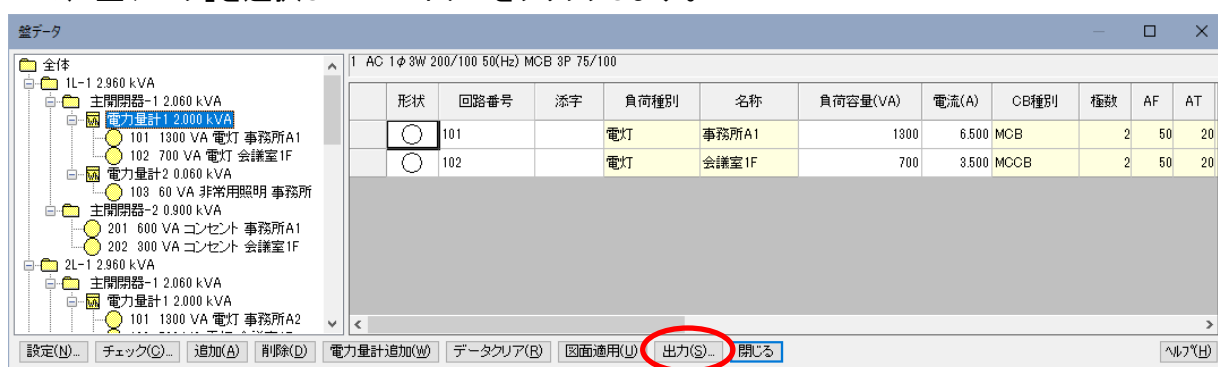 盤データ
全体
1L-1 2.960 kVA
主開閉器-1 2.060 kVA
電力量計1 2.000 kVA
101 1300 VA 電灯 事務所A1
102 700 VA 電灯 会議室1F
電力量計2 0.060 kVA
103 60 VA 非常用照明 事務所
主開閉器-2 0.900 kVA
201 600 VA コンセント 事務所A1
202 300 VA コンセント 会議室1F
2L-1 2.960 kVA
主開閉器-1 2.060 kVA
電力量計1 2.000 kVA
101 1300 VA 電灯 事務所A2
1 AC 1φ3W 200/100 50(Hz) MCB 3P 75/100
形状 回路番号 添字 負荷種別 名称 負荷容量(VA) 電流(A) CB種別 極数 AF AT
101 電灯 事務所A1 1300 6.500 MCB 2 50 20
102 電灯 会議室1F 700 3.500 MCCB 2 50 20
設定(N)... チェック(C)... 追加(A) 削除(D) 電力量計追加(W) データクリア(R) 図面適用(U) 出力(S)... 閉じる ヘルプ(H)